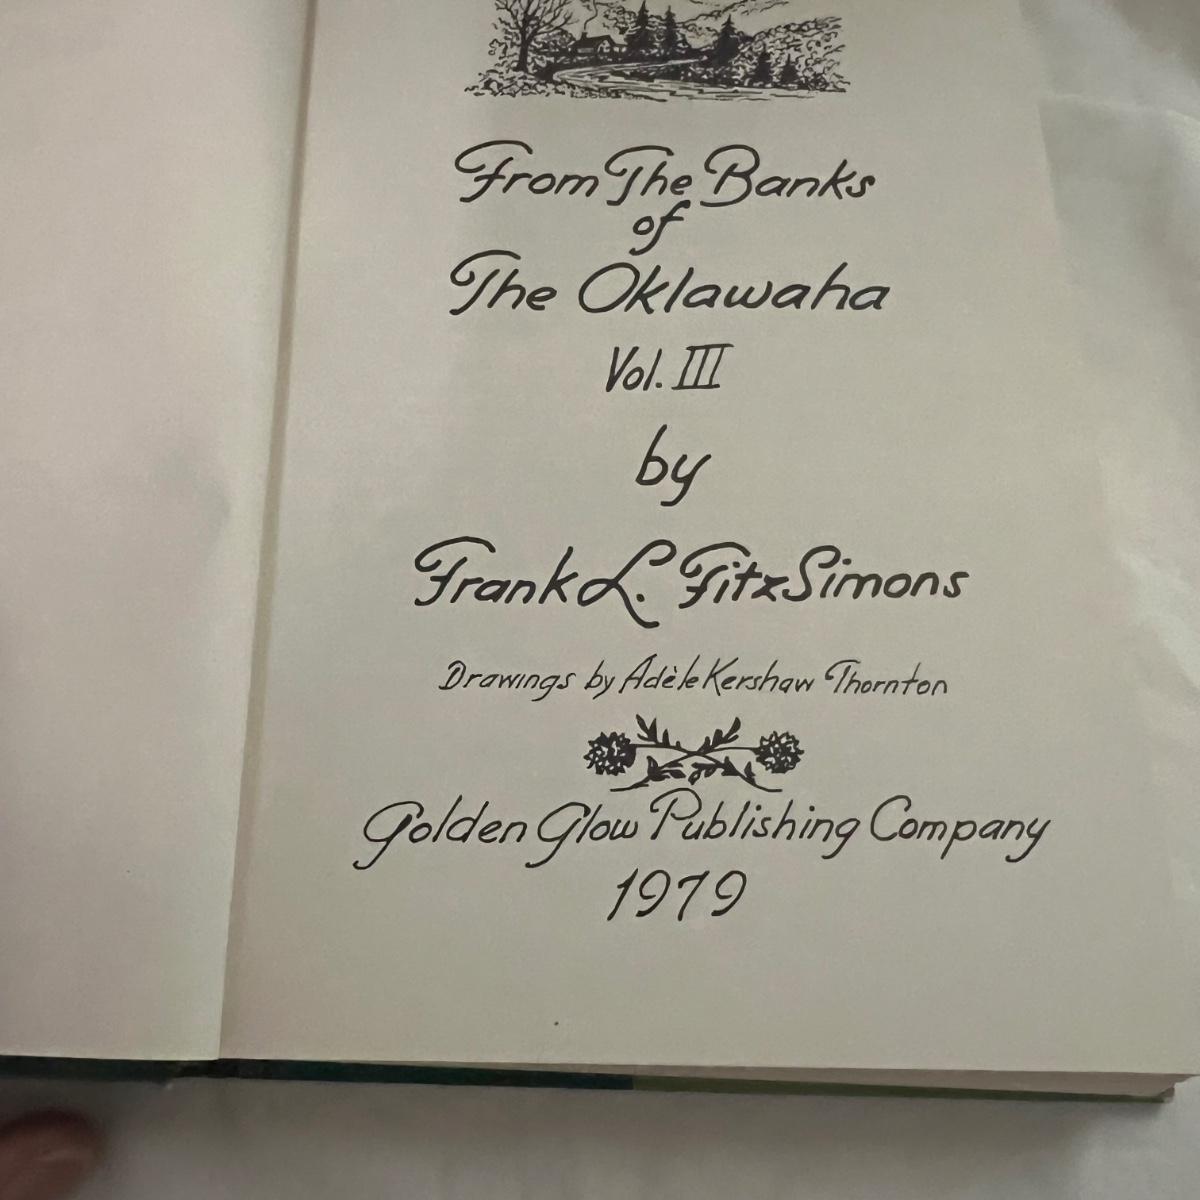 From The Banks
of
The Oklawaha
Vol. III
by
Frank L. FitzSimons
Drawings by Adèle Kershaw Thornton
Golden Glow Publishing Company
1979